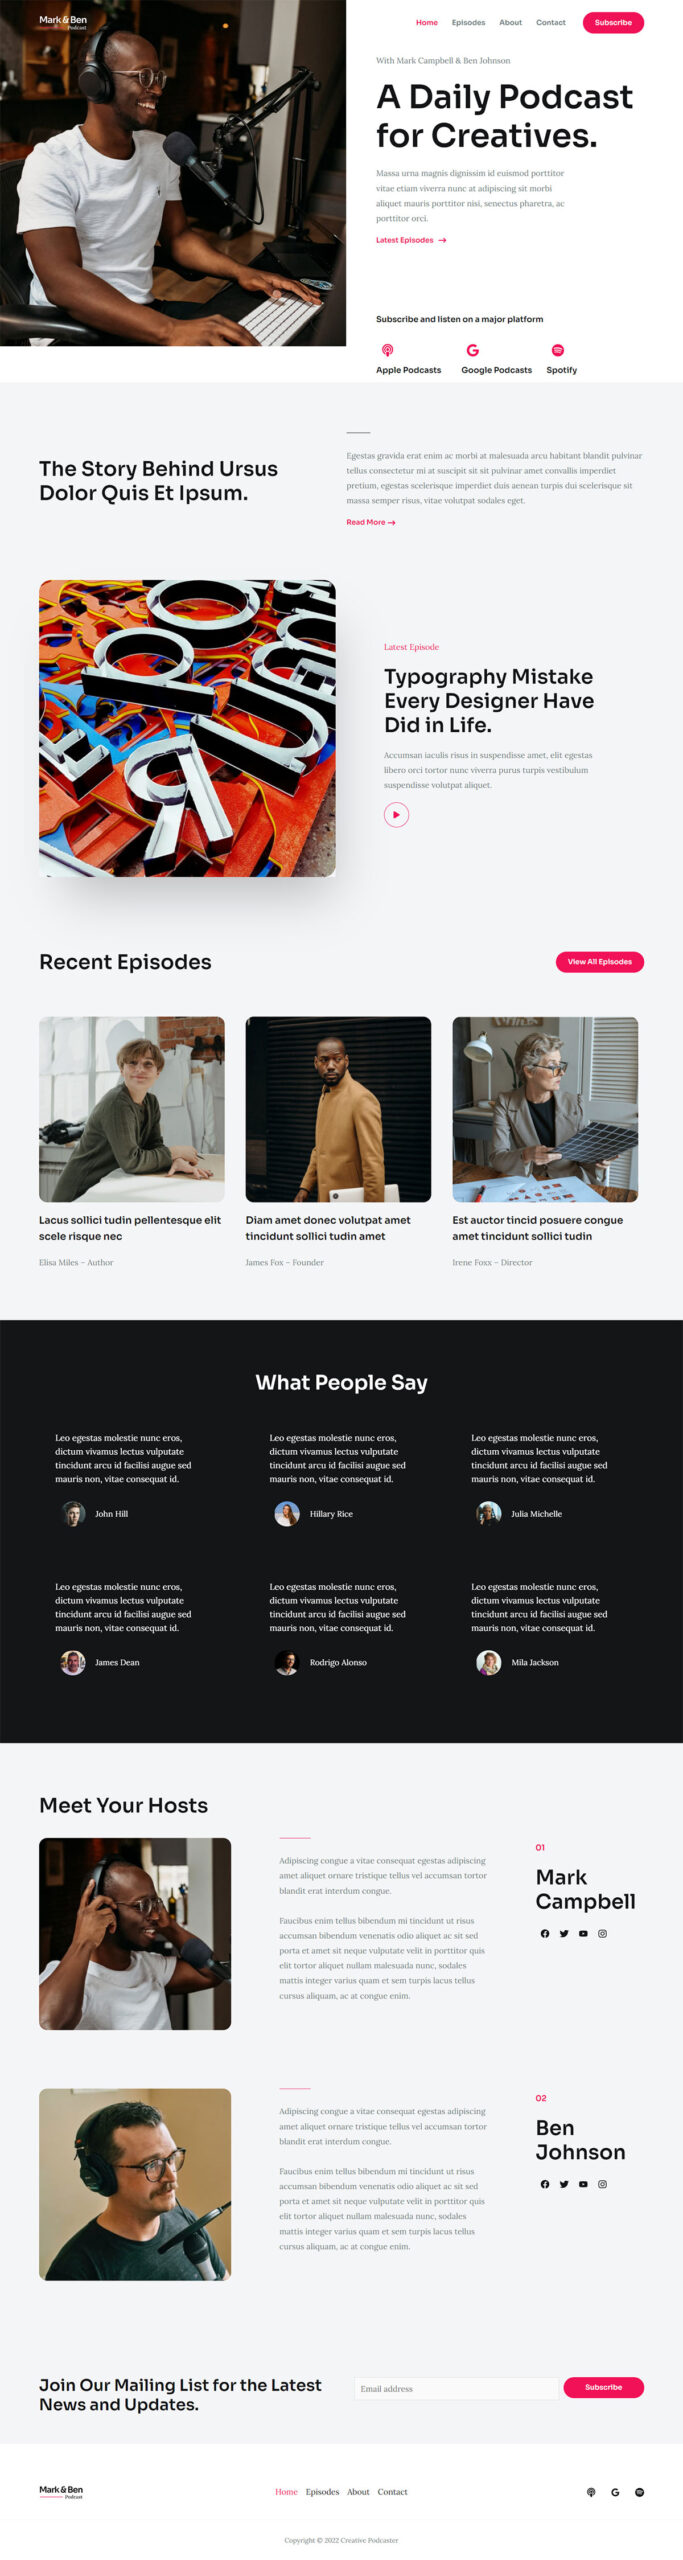 Mark & Ben
Podcast
Home Episodes About Contact Subscribe
With Mark Campbell & Ben Johnson
A Daily Podcast
for Creatives.
Massa urna magnis dignissim id euismod porttitor
vitae etiam viverra nunc at adipiscing sit morbi
aliquet mauris porttitor nisi, senectus pharetra, ac
porttitor orci.
Latest Episodes →
Subscribe and listen on a major platform
Apple Podcasts Google Podcasts Spotify
The Story Behind Ursus
Dolor Quis Et Ipsum.
Egestas gravida erat enim ac morbi at malesuada arcu habitant blandit pulvinar
tellus consectetur mi at suscipit sit sit pulvinar amet convallis imperdiet
pretium, egestas scelerisque imperdiet duis aenean turpis dui scelerisque sit
massa semper risus, vitae volutpat sodales eget.
Read More →
Latest Episode
Typography Mistake
Every Designer Have
Did in Life.
Accumsan iaculis risus in suspendisse amet, elit egestas
libero orci tortor nunc viverra purus turpis vestibulum
suspendisse volutpat aliquet.
Recent Episodes
View All Episodes
Lacus sollici tudin pellentesque elit
scele risque nec
Elisa Miles – Author
Diam amet donec volutpat amet
tincidunt sollici tudin amet
James Fox – Founder
Est auctor tincid posuere congue
amet tincidunt sollici tudin
Irene Foxx – Director
What People Say
Leo egestas molestie nunc eros,
dictum vivamus lectus vulputate
tincidunt arcu id facilisi augue sed
mauris non, vitae consequat id.
John Hill
Leo egestas molestie nunc eros,
dictum vivamus lectus vulputate
tincidunt arcu id facilisi augue sed
mauris non, vitae consequat id.
Hillary Rice
Leo egestas molestie nunc eros,
dictum vivamus lectus vulputate
tincidunt arcu id facilisi augue sed
mauris non, vitae consequat id.
Julia Michelle
Leo egestas molestie nunc eros,
dictum vivamus lectus vulputate
tincidunt arcu id facilisi augue sed
mauris non, vitae consequat id.
James Dean
Leo egestas molestie nunc eros,
dictum vivamus lectus vulputate
tincidunt arcu id facilisi augue sed
mauris non, vitae consequat id.
Rodrigo Alonso
Leo egestas molestie nunc eros,
dictum vivamus lectus vulputate
tincidunt arcu id facilisi augue sed
mauris non, vitae consequat id.
Mila Jackson
Meet Your Hosts
Adipiscing congue a vitae consequat egestas adipiscing
amet aliquet ornare tristique tellus vel accumsan tortor
blandit erat interdum congue.
Faucibus enim tellus bibendum mi tincidunt ut risus
accumsan bibendum venenatis odio aliquet ac sit sed
porta et amet sit neque vulputate velit in porttitor quis
elit tortor aliquet nullam malesuada nunc, sodales
mattis integer varius quam et sem turpis lacus tellus
cursus aliquam, ac at congue enim.
01
Mark
Campbell
Adipiscing congue a vitae consequat egestas adipiscing
amet aliquet ornare tristique tellus vel accumsan tortor
blandit erat interdum congue.
Faucibus enim tellus bibendum mi tincidunt ut risus
accumsan bibendum venenatis odio aliquet ac sit sed
porta et amet sit neque vulputate velit in porttitor quis
elit tortor aliquet nullam malesuada nunc, sodales
mattis integer varius quam et sem turpis lacus tellus
cursus aliquam, ac at congue enim.
02
Ben
Johnson
Join Our Mailing List for the Latest
News and Updates.
Email address
Subscribe
Mark & Ben
Podcast
Home Episodes About Contact
Copyright © 2022 Creative Podcaster